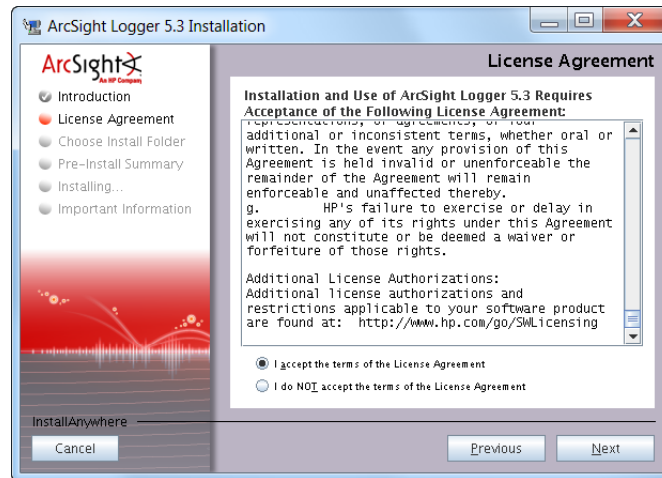 ArcSight Logger 5.3 Installation
ArcSight
An HP Company
License Agreement
Introduction
License Agreement
Choose Install Folder
Pre-Install Summary
Installing...
Important Information
Installation and Use of ArcSight Logger 5.3 Requires
Acceptance of the Following License Agreement:
representations, or agreements, or four
additional or inconsistent terms, whether oral or
written. In the event any provision of this
Agreement is held invalid or unenforceable the
remainder of the Agreement will remain
enforceable and unaffected thereby.
g. HP's failure to exercise or delay in
exercising any of its rights under this Agreement
will not constitute or be deemed a waiver or
forfeiture of those rights.
Additional License Authorizations:
Additional license authorizations and
restrictions applicable to your software product
are found at: http://www.hp.com/go/SWLicensing
I accept the terms of the License Agreement
I do NOT accept the terms of the License Agreement
InstallAnywhere
Cancel
Previous
Next